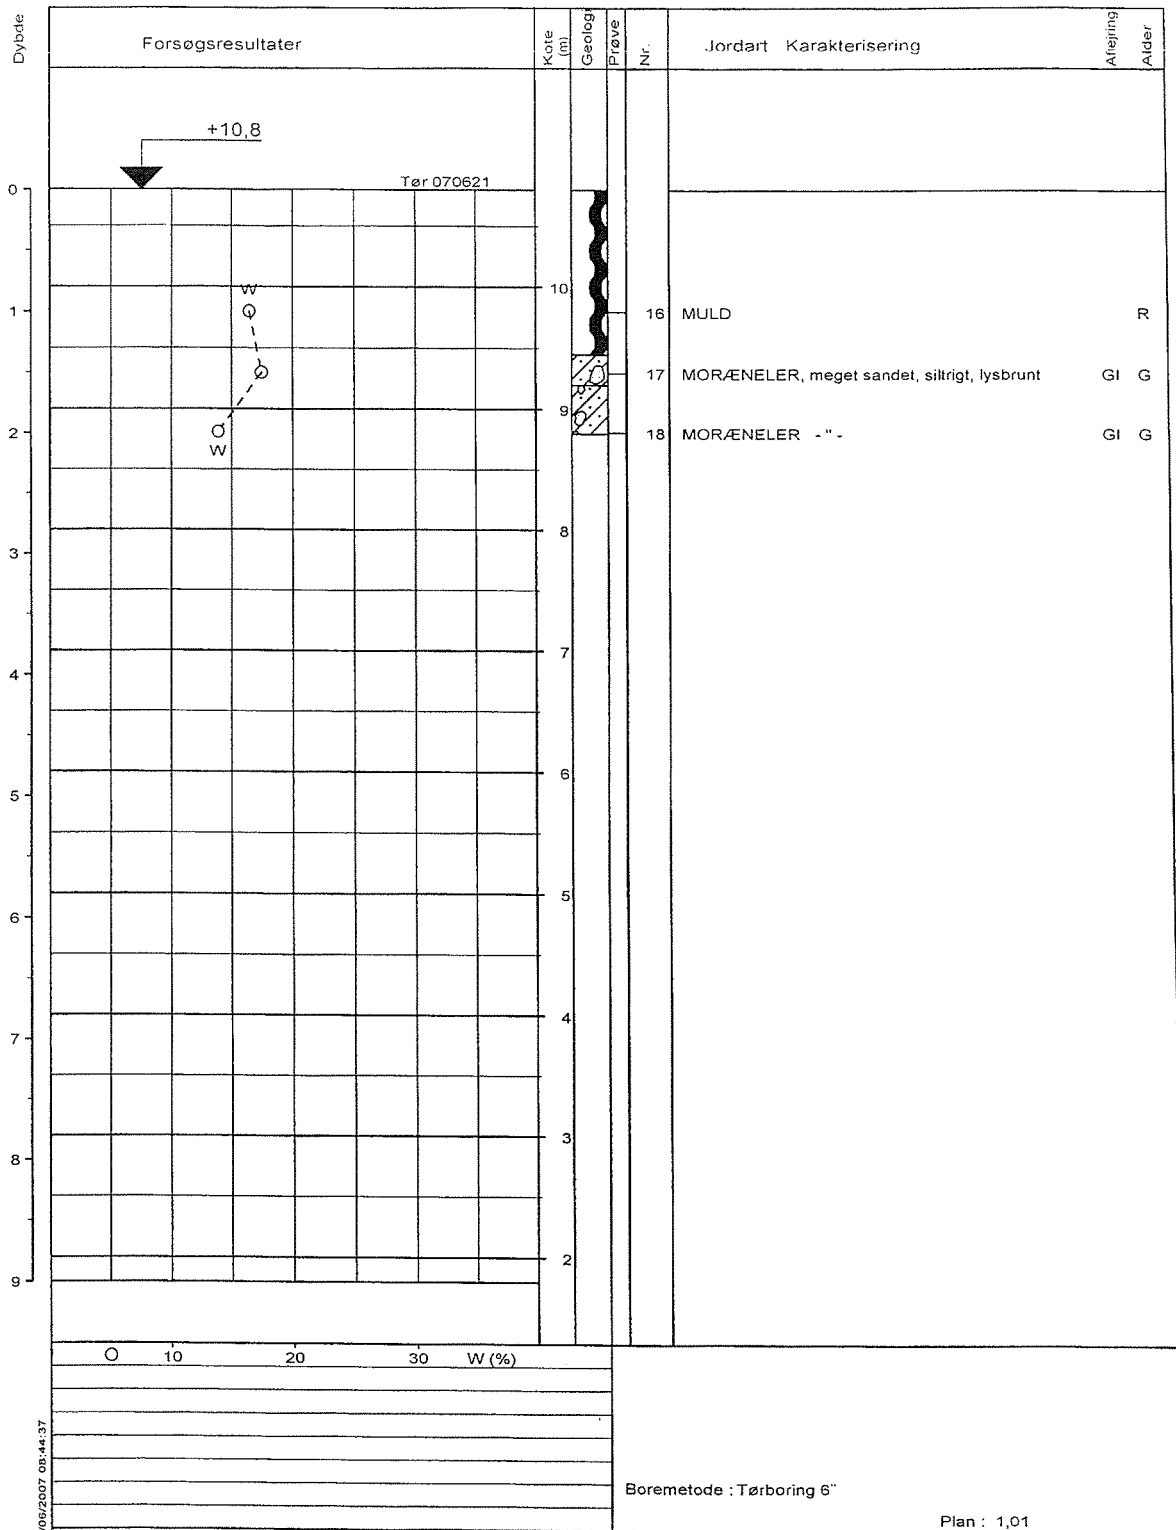 Dybde
Forsøgsresultater
Kote (m)
Geologi
Prøve
Nr.
Jordart Karakterisering
Aflejring
Alder
+10,8
Tør 070621
0
W
10
1
16 MULD R
17 MORÆNELER, meget sandet, siltrigt, lysbrunt Gl G
9
2
W
18 MORÆNELER - " - Gl G
8
3
7
4
6
5
5
6
4
7
3
8
2
9
O 10 20 30 W (%)
/06/2007 08:44:37
Boremetode : Tørboring 6"
Plan : 1,01